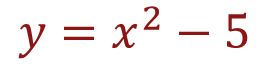 y = x² − 5